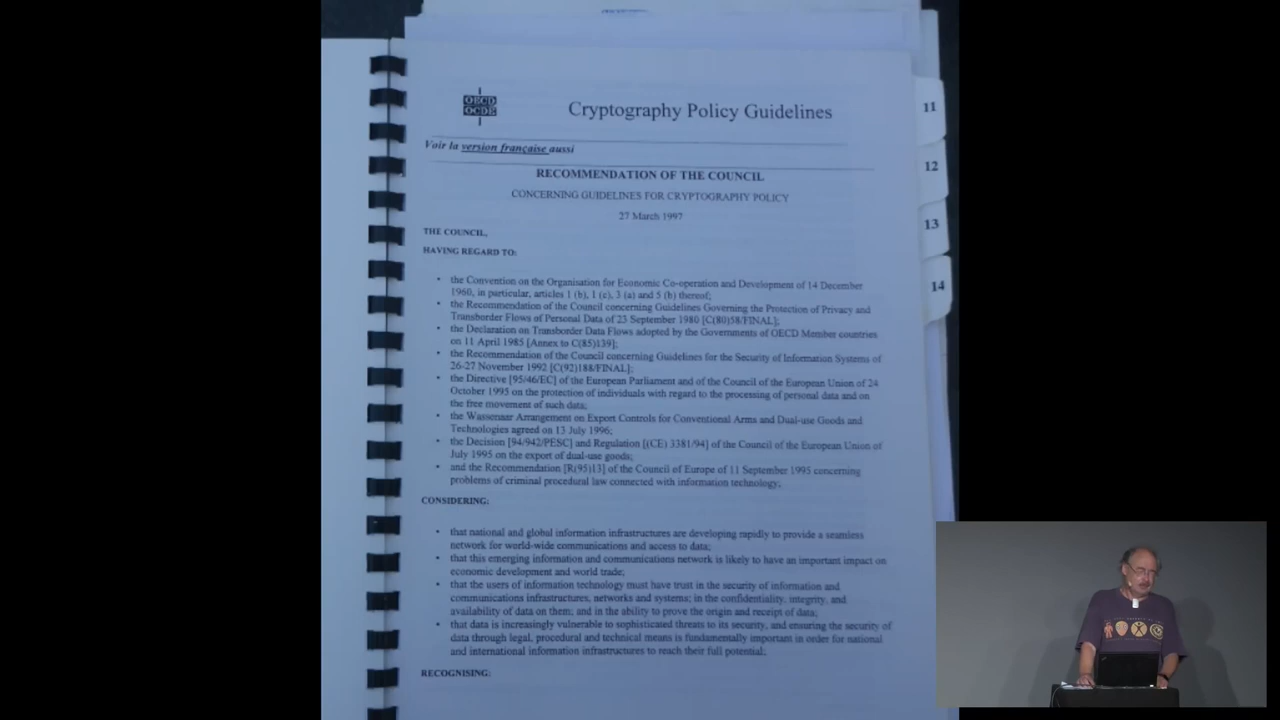 OECD
OCDE
Cryptography Policy Guidelines
Voir la version française aussi
RECOMMENDATION OF THE COUNCIL
CONCERNING GUIDELINES FOR CRYPTOGRAPHY POLICY
27 March 1997
THE COUNCIL,
HAVING REGARD TO:
• the Convention on the Organisation for Economic Co-operation and Development of 14 December
1960, in particular, articles 1 (b), 1 (c), 3 (a) and 5 (b) thereof;
• the Recommendation of the Council concerning Guidelines Governing the Protection of Privacy and
Transborder Flows of Personal Data of 23 September 1980 [C(80)58/FINAL];
• the Declaration on Transborder Data Flows adopted by the Governments of OECD Member countries
on 11 April 1985 [Annex to C(85)139];
• the Recommendation of the Council concerning Guidelines for the Security of Information Systems of
26-27 November 1992 [C(92)188/FINAL];
• the Directive [95/46/EC] of the European Parliament and of the Council of the European Union of 24
October 1995 on the protection of individuals with regard to the processing of personal data and on
the free movement of such data;
• the Wassenaar Arrangement on Export Controls for Conventional Arms and Dual-use Goods and
Technologies agreed on 13 July 1996;
• the Decision [94/942/PESC] and Regulation [(CE) 3381/94] of the Council of the European Union of
July 1995 on the export of dual-use goods;
• and the Recommendation [R(95)13] of the Council of Europe of 11 September 1995 concerning
problems of criminal procedural law connected with information technology;
CONSIDERING:
• that national and global information infrastructures are developing rapidly to provide a seamless
network for world-wide communications and access to data;
• that this emerging information and communications network is likely to have an important impact on
economic development and world trade;
• that the users of information technology must have trust in the security of information and
communications infrastructures, networks and systems; in the confidentiality, integrity, and
availability of data on them; and in the ability to prove the origin and receipt of data;
• that data is increasingly vulnerable to sophisticated threats to its security, and ensuring the security of
data through legal, procedural and technical means is fundamentally important in order for national
and international information infrastructures to reach their full potential;
RECOGNISING:
11
12
13
14